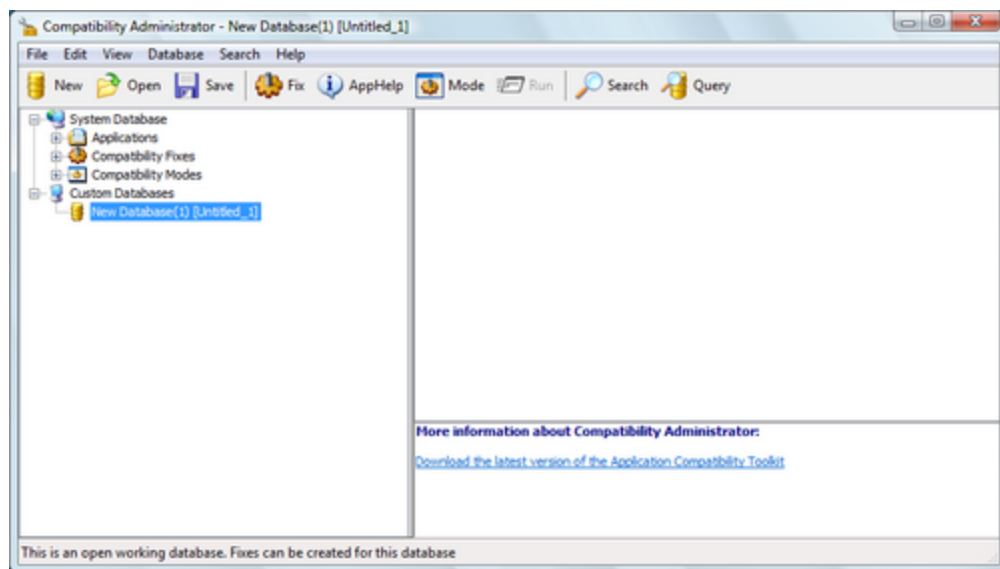 Compatibility Administrator - New Database(1) [Untitled_1]
File Edit View Database Search Help
New Open Save Fix AppHelp Mode Run Search Query
System Database
Applications
Compatibility Fixes
Compatibility Modes
Custom Databases
New Database(1) [Untitled_1]
More information about Compatibility Administrator:
Download the latest version of the Application Compatibility Toolkit
This is an open working database. Fixes can be created for this database